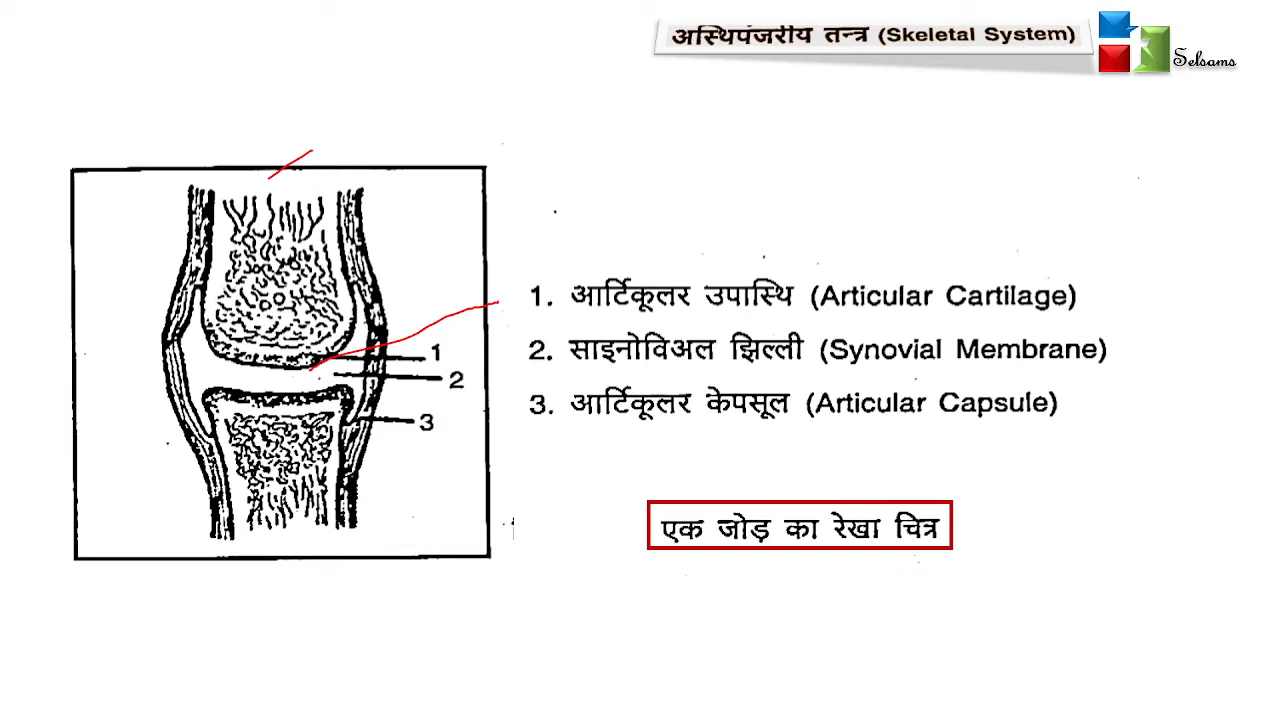 अस्थिपंजरीय तन्त्र (Skeletal System)
Selsams
1
2
3
1. आर्टिकूलर उपास्थि (Articular Cartilage)
2. साइनोविअल झिल्ली (Synovial Membrane)
3. आर्टिकूलर केपसूल (Articular Capsule)
एक जोड़ का रेखा चित्र